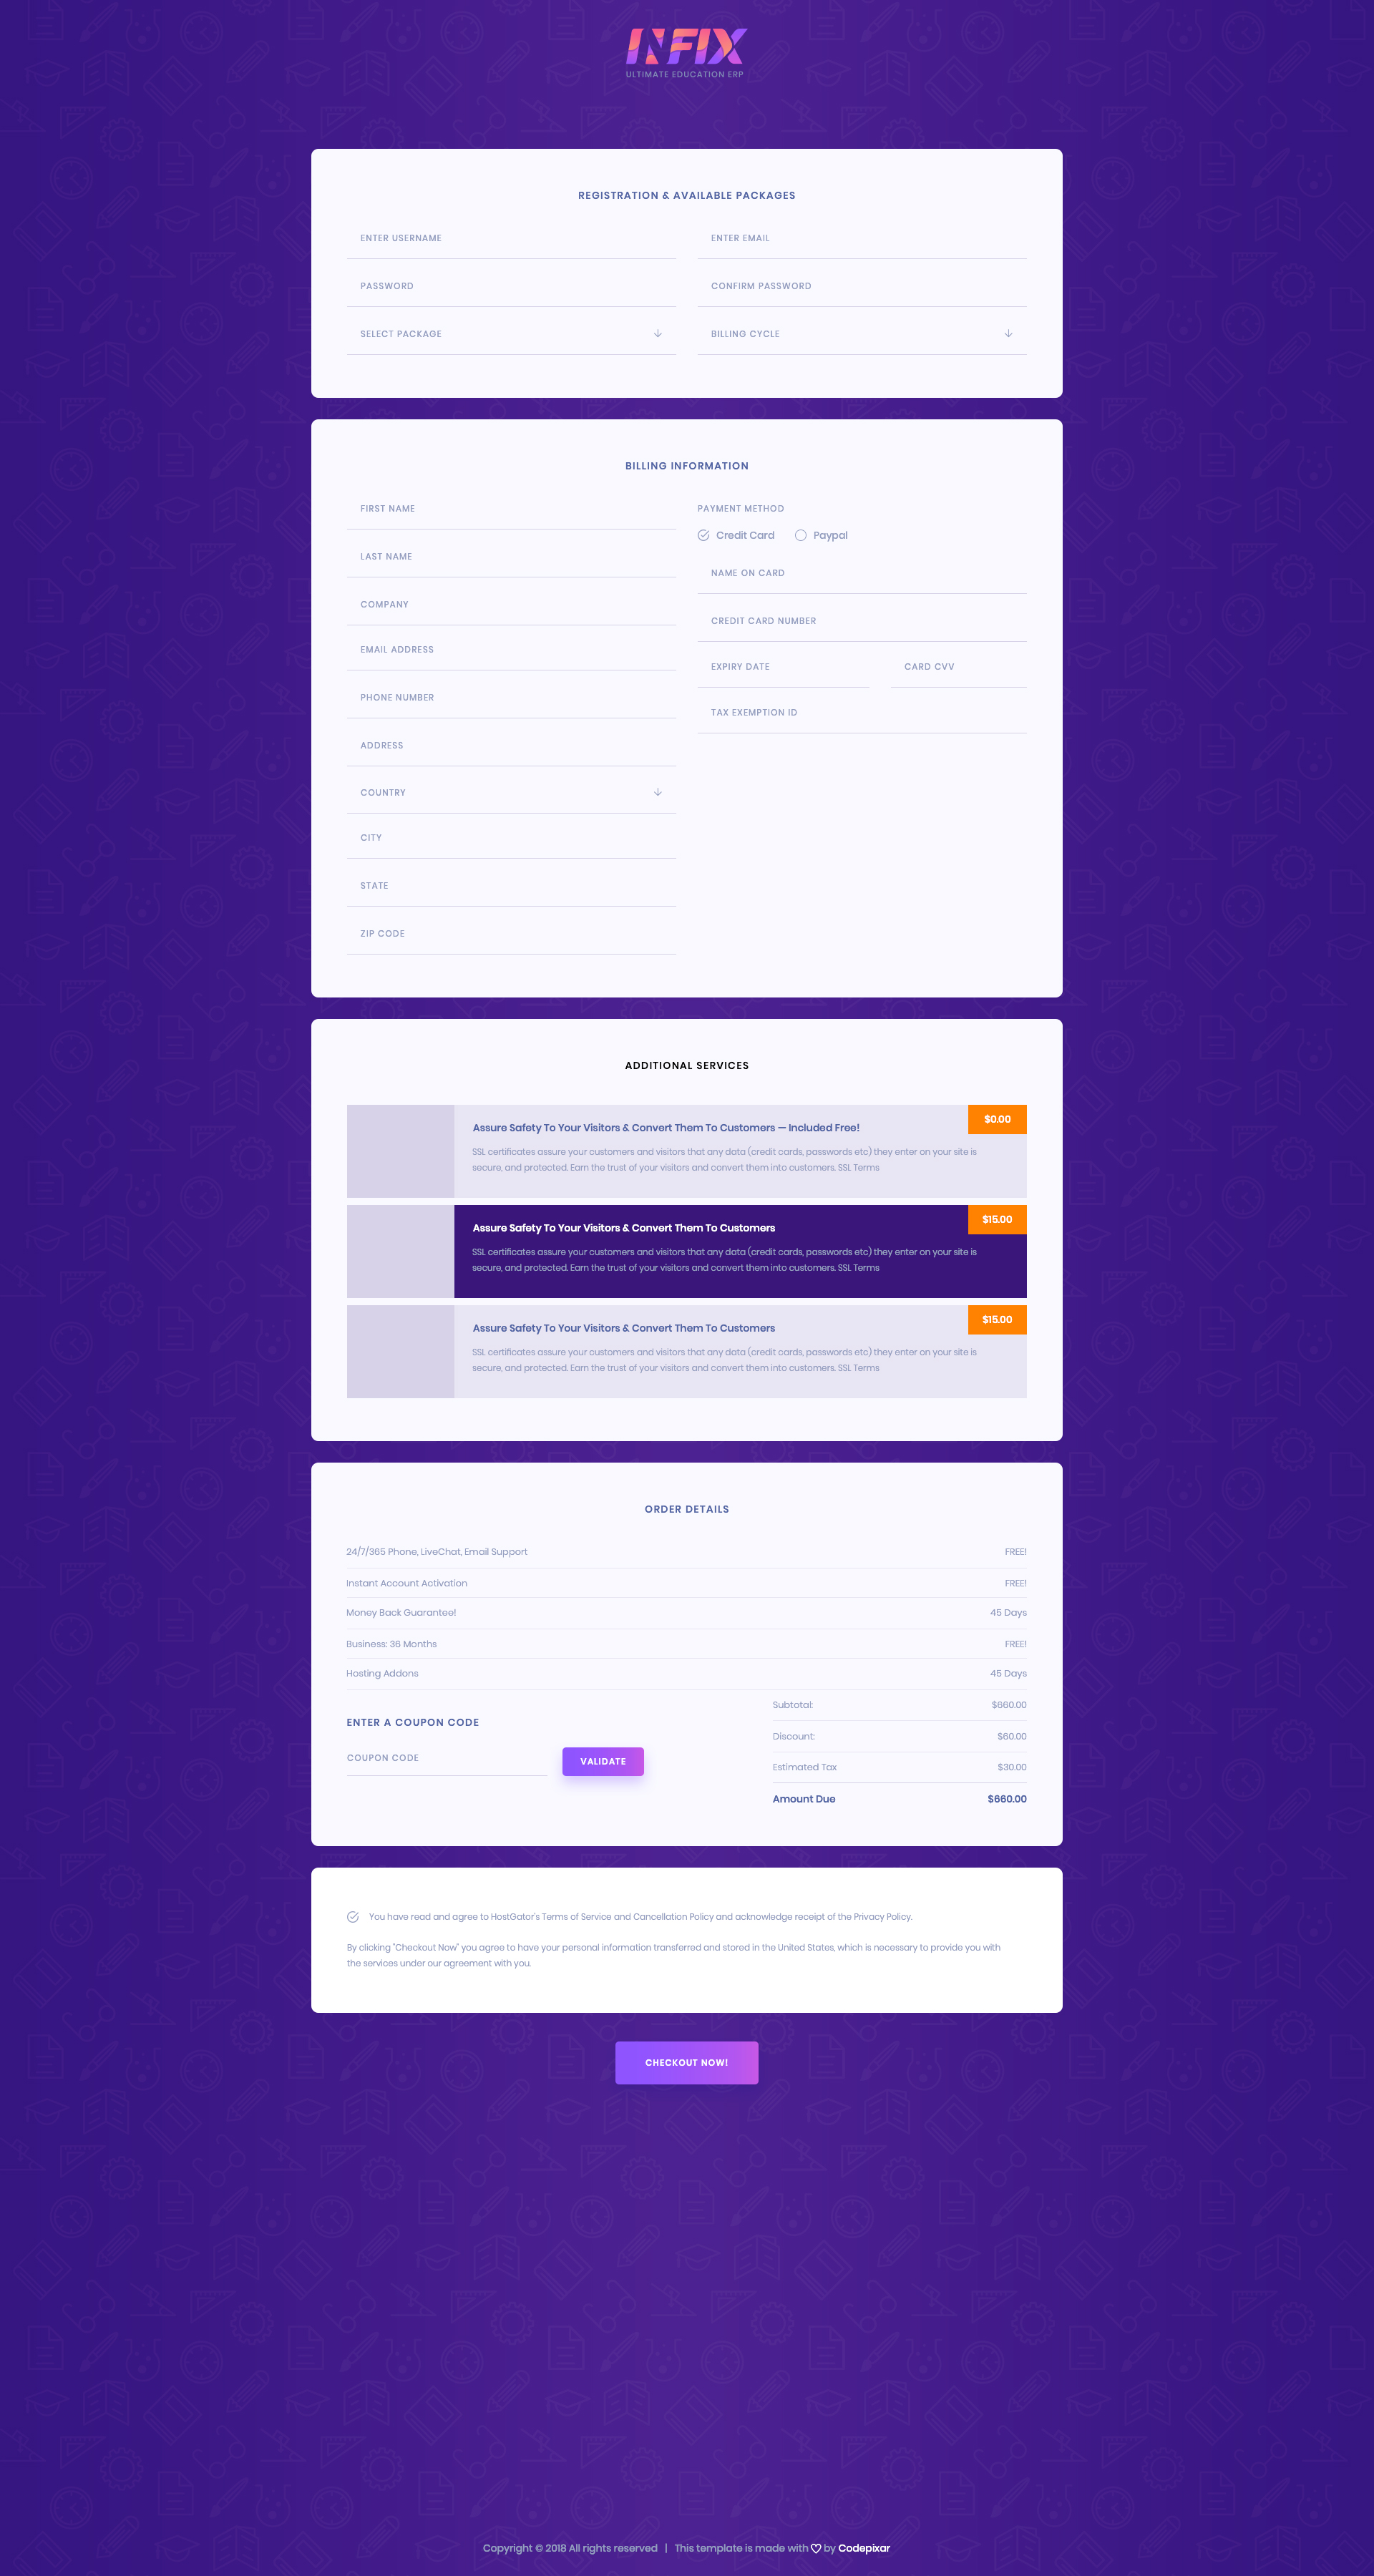 INFIX
ULTIMATE EDUCATION ERP
REGISTRATION & AVAILABLE PACKAGES
ENTER USERNAME
ENTER EMAIL
PASSWORD
CONFIRM PASSWORD
SELECT PACKAGE
BILLING CYCLE
BILLING INFORMATION
FIRST NAME
LAST NAME
COMPANY
EMAIL ADDRESS
PHONE NUMBER
ADDRESS
COUNTRY
CITY
STATE
ZIP CODE
PAYMENT METHOD
Credit Card
Paypal
NAME ON CARD
CREDIT CARD NUMBER
EXPIRY DATE
CARD CVV
TAX EXEMPTION ID
ADDITIONAL SERVICES
Assure Safety To Your Visitors & Convert Them To Customers — Included Free!
$0.00
SSL certificates assure your customers and visitors that any data (credit cards, passwords etc) they enter on your site is
secure, and protected. Earn the trust of your visitors and convert them into customers. SSL Terms
Assure Safety To Your Visitors & Convert Them To Customers
$15.00
SSL certificates assure your customers and visitors that any data (credit cards, passwords etc) they enter on your site is
secure, and protected. Earn the trust of your visitors and convert them into customers. SSL Terms
Assure Safety To Your Visitors & Convert Them To Customers
$15.00
SSL certificates assure your customers and visitors that any data (credit cards, passwords etc) they enter on your site is
secure, and protected. Earn the trust of your visitors and convert them into customers. SSL Terms
ORDER DETAILS
24/7/365 Phone, LiveChat, Email Support FREE!
Instant Account Activation FREE!
Money Back Guarantee! 45 Days
Business: 36 Months FREE!
Hosting Addons 45 Days
ENTER A COUPON CODE
COUPON CODE
VALIDATE
Subtotal: $660.00
Discount: $60.00
Estimated Tax $30.00
Amount Due $660.00
You have read and agree to HostGator's Terms of Service and Cancellation Policy and acknowledge receipt of the Privacy Policy.
By clicking "Checkout Now" you agree to have your personal information transferred and stored in the United States, which is necessary to provide you with
the services under our agreement with you.
CHECKOUT NOW!
Copyright © 2018 All rights reserved | This template is made with ♡ by Codepixar